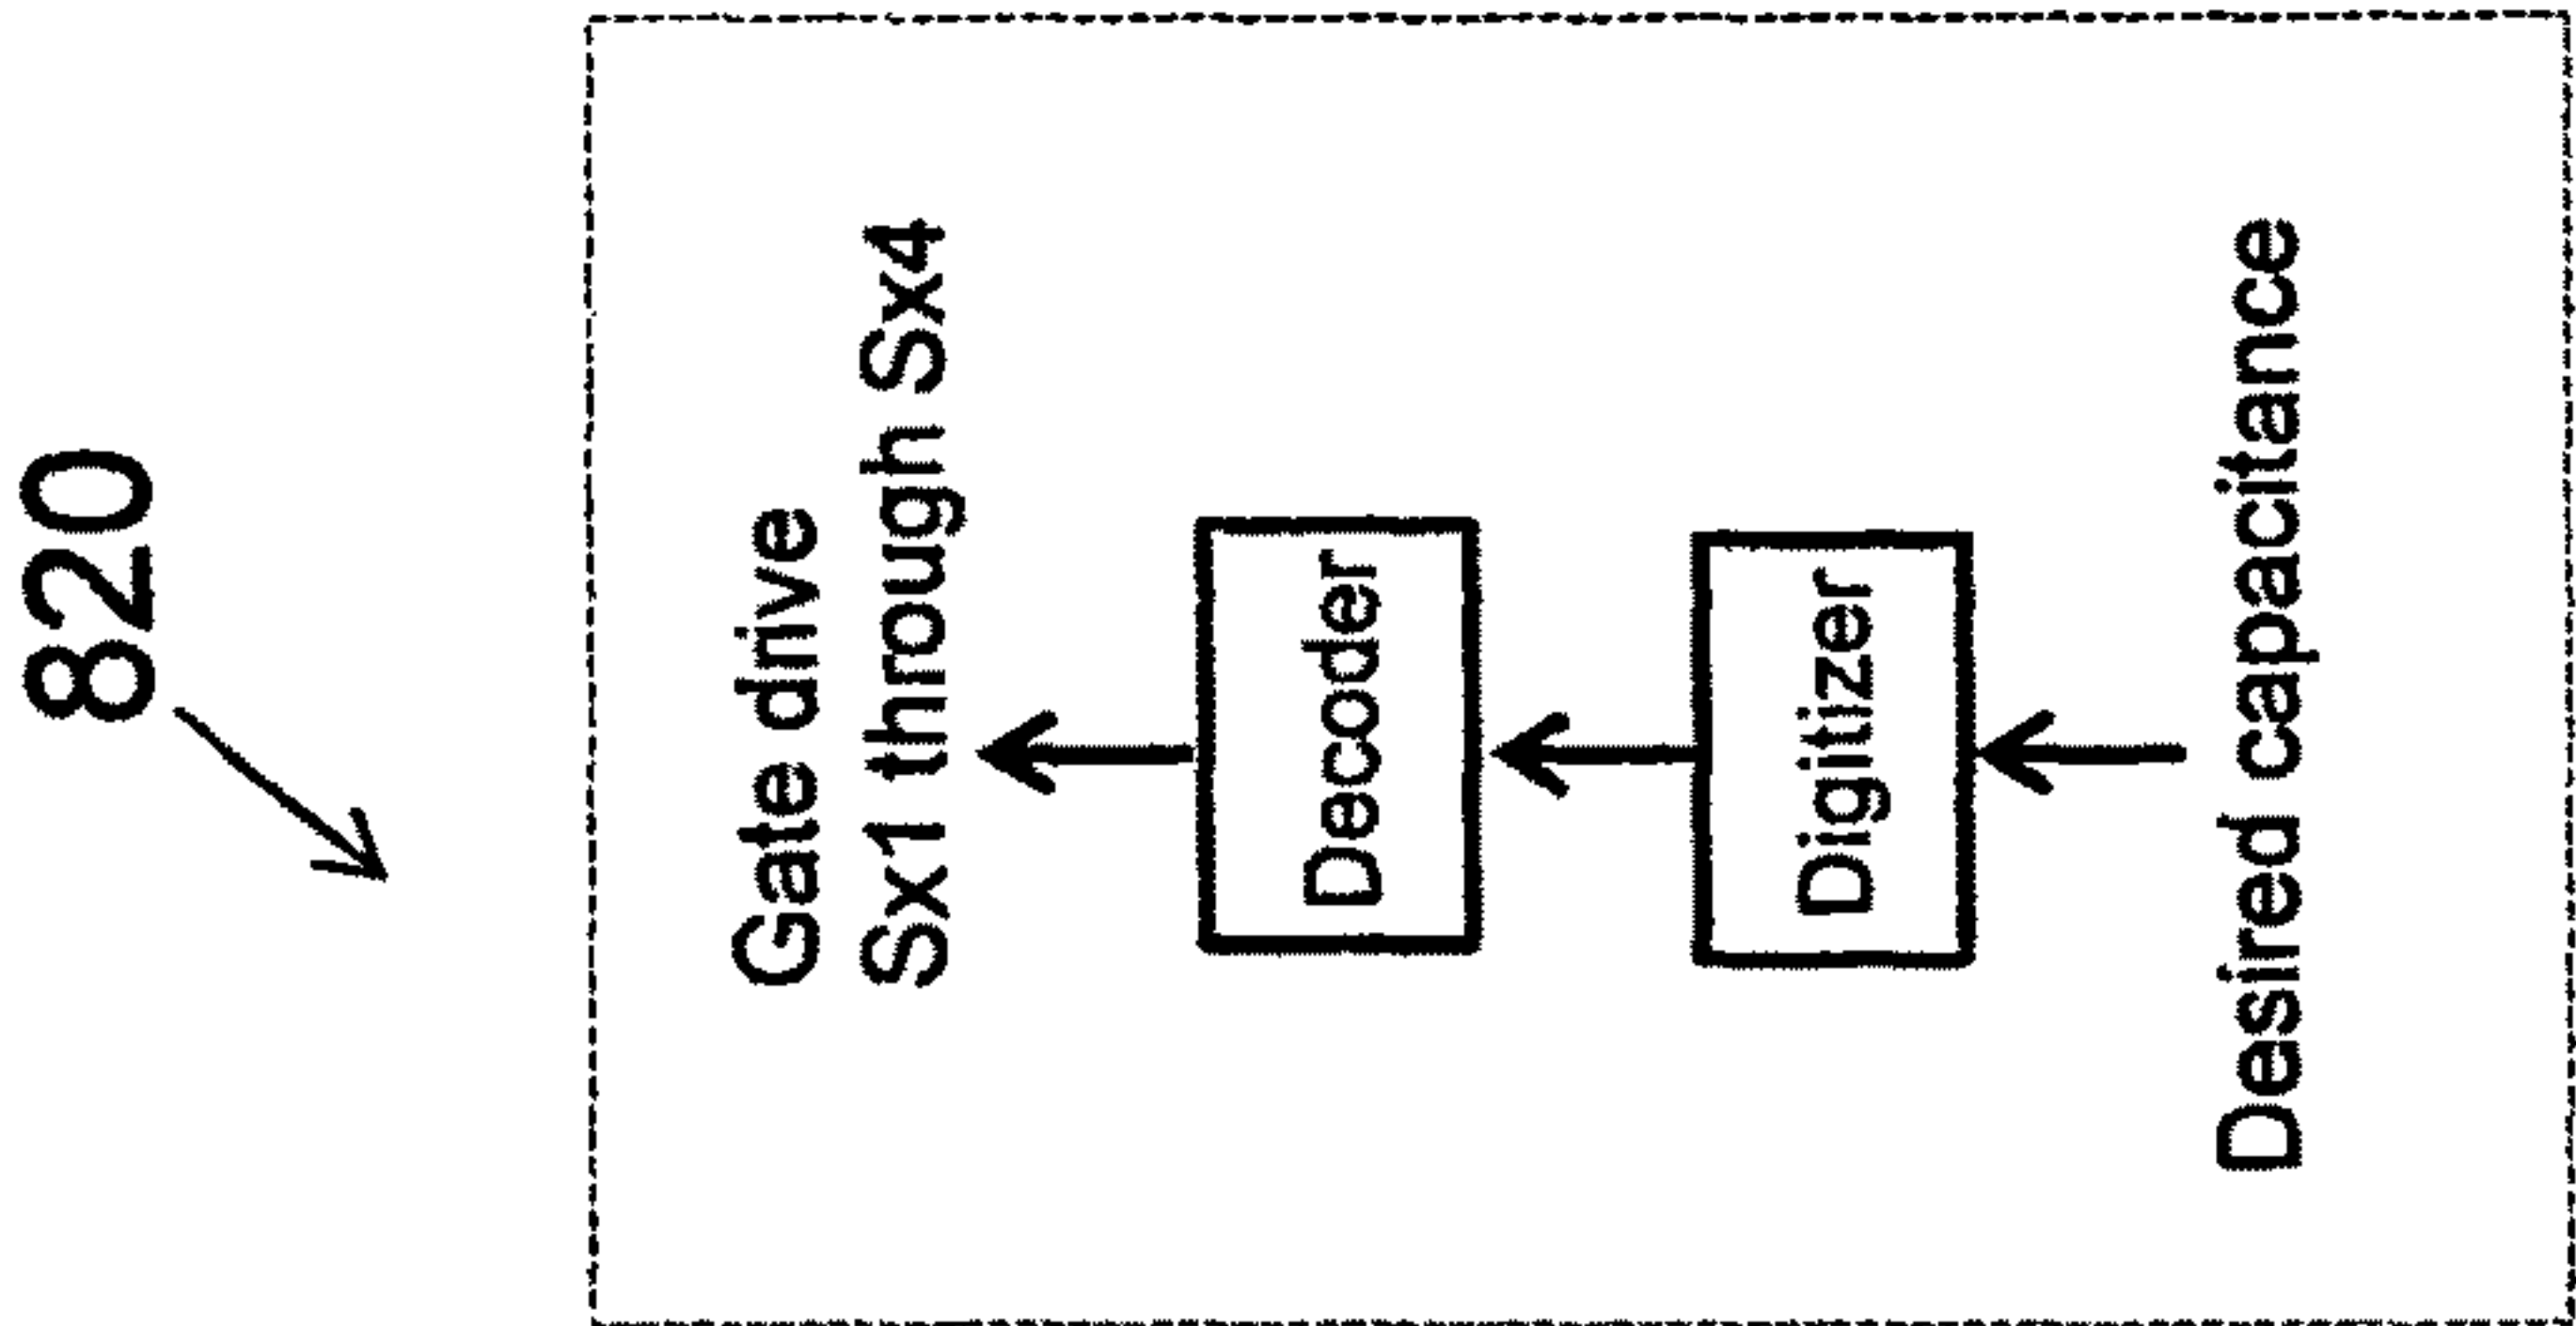 820
Gate drive
Sx1 through Sx4
Decoder
Digitizer
Desired capacitance